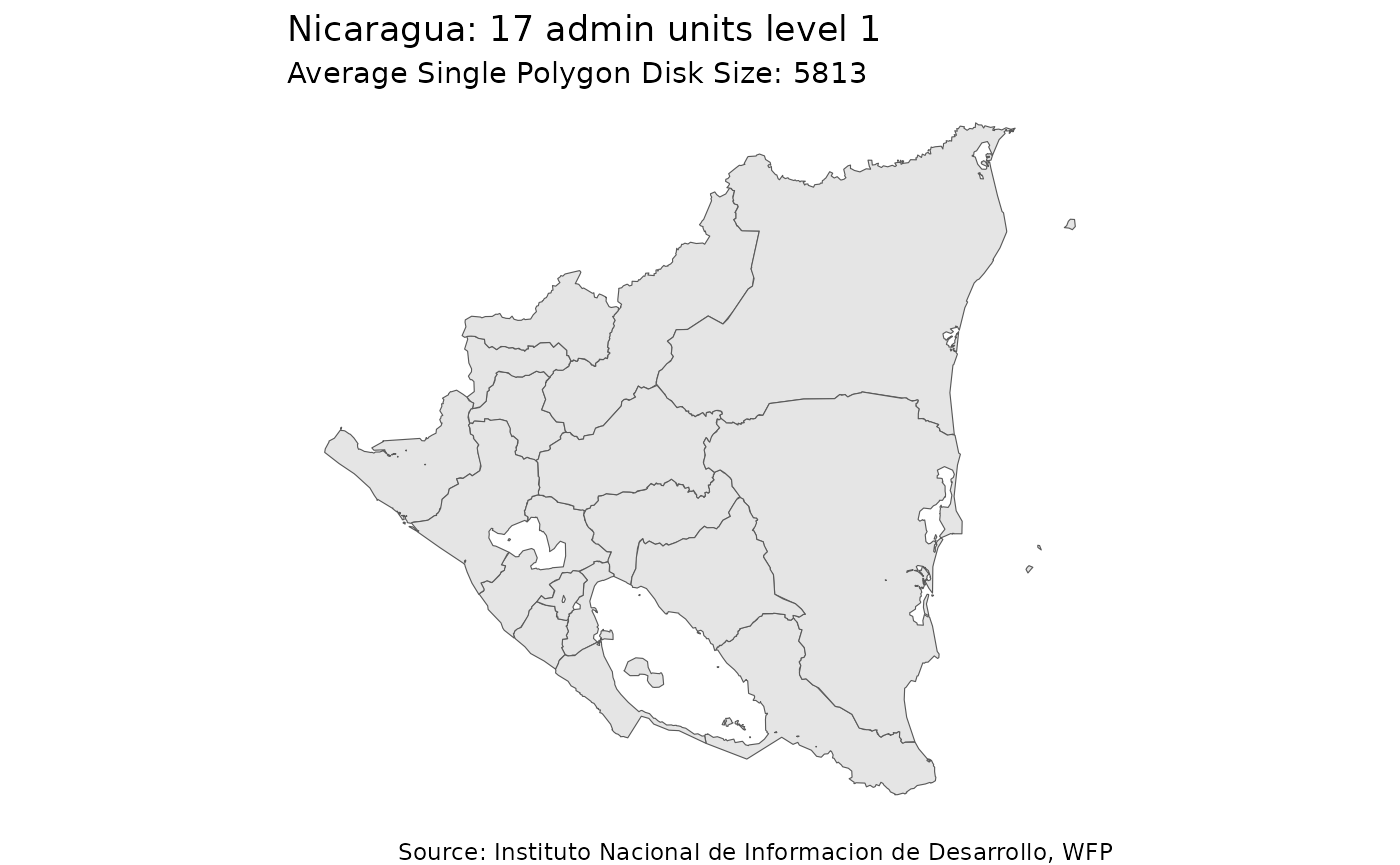 Nicaragua: 17 admin units level 1
Average Single Polygon Disk Size: 5813
Source: Instituto Nacional de Informacion de Desarrollo, WFP